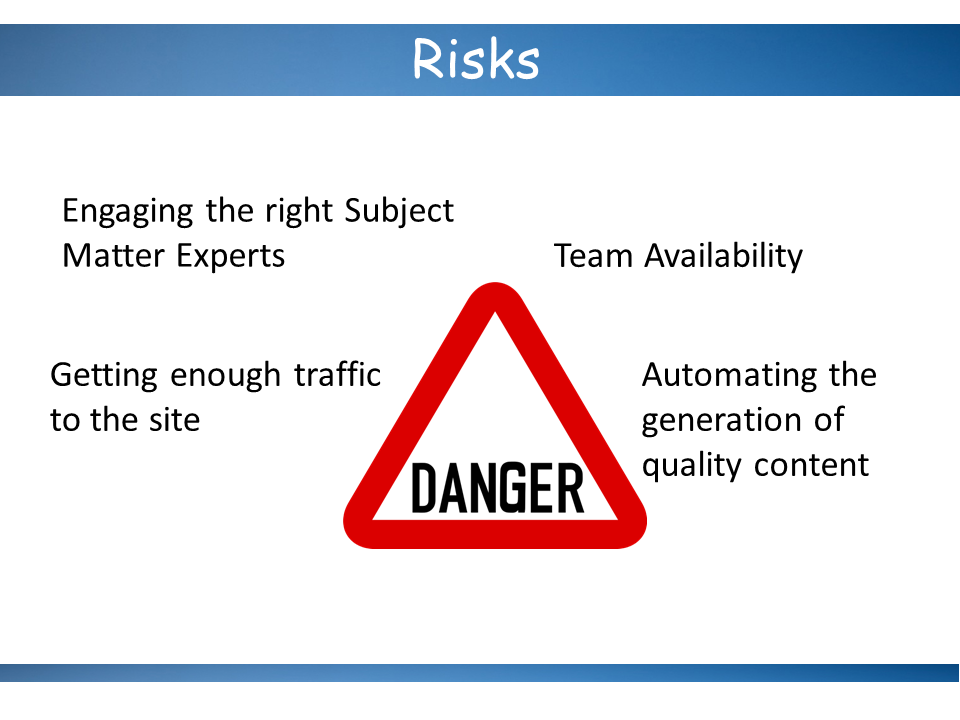 Risks
Engaging the right Subject
Matter Experts
Team Availability
Getting enough traffic
to the site
Automating the
generation of
quality content
DANGER